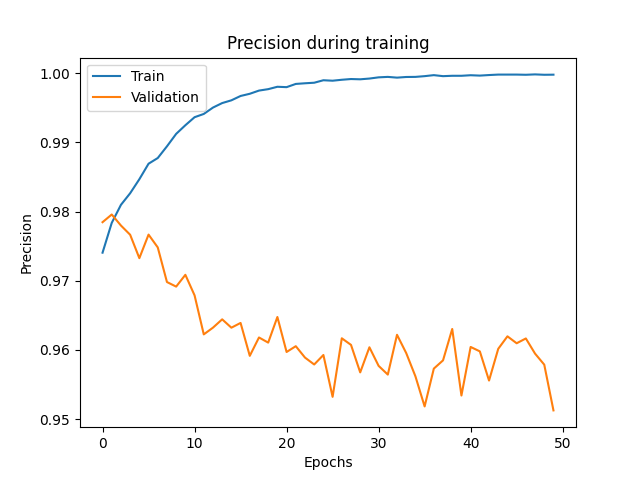 Precision during training
Train
Validation
1.00
0.99
0.98
0.97
0.96
0.95
Precision
0 10 20 30 40 50
Epochs